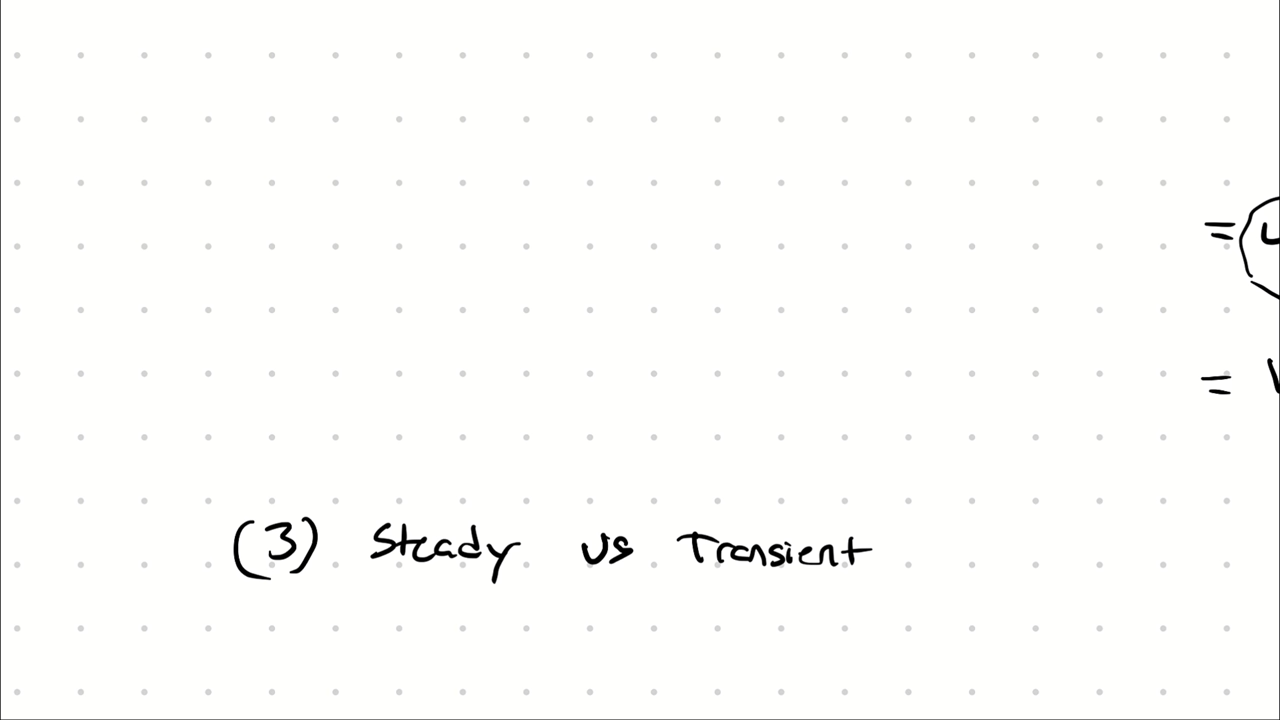 =
=
(3) Steady vs Transient